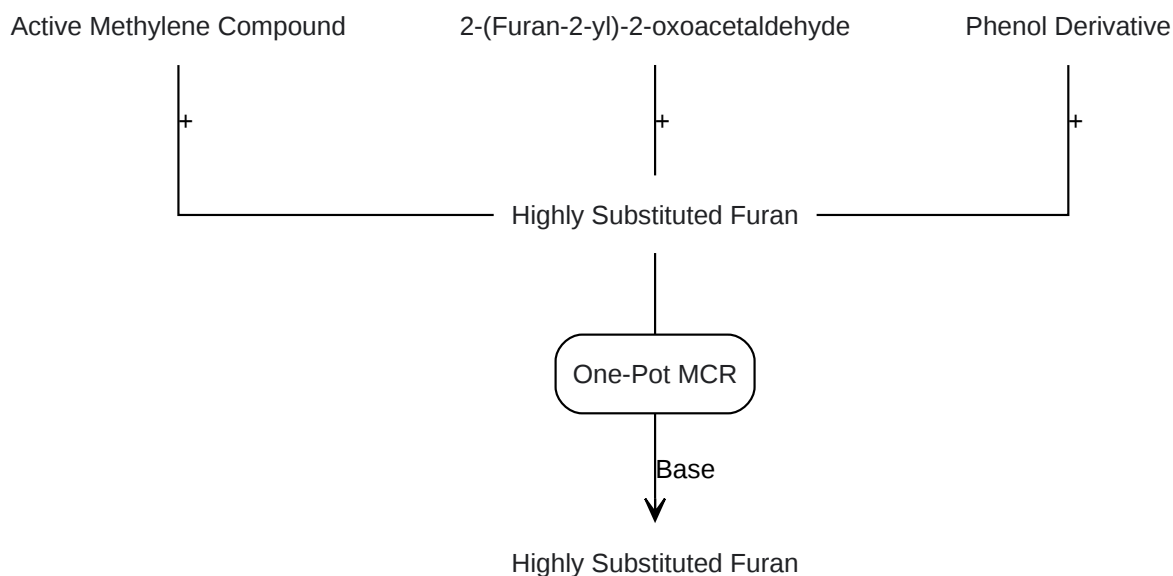 Active Methylene Compound
2-(Furan-2-yl)-2-oxoacetaldehyde
Phenol Derivative
+
+
+
Highly Substituted Furan
One-Pot MCR
Base
Highly Substituted Furan